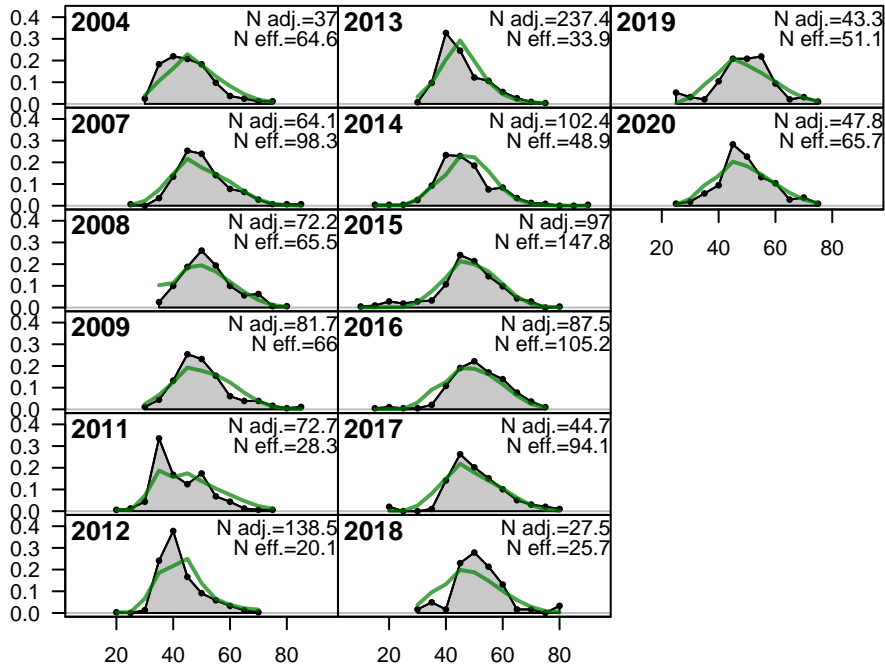 0.4
0.3
0.2
0.1
0.0
2004
N adj.=37
N eff.=64.6
2013
N adj.=237.4
N eff.=33.9
2019
N adj.=43.3
N eff.=51.1
0.4
0.3
0.2
0.1
0.0
2007
N adj.=64.1
N eff.=98.3
2014
N adj.=102.4
N eff.=48.9
2020
N adj.=47.8
N eff.=65.7
0.4
0.3
0.2
0.1
0.0
2008
N adj.=72.2
N eff.=65.5
2015
N adj.=97
N eff.=147.8
20 40 60 80
0.4
0.3
0.2
0.1
0.0
2009
N adj.=81.7
N eff.=66
2016
N adj.=87.5
N eff.=105.2
0.4
0.3
0.2
0.1
0.0
2011
N adj.=72.7
N eff.=28.3
2017
N adj.=44.7
N eff.=94.1
0.4
0.3
0.2
0.1
0.0
2012
N adj.=138.5
N eff.=20.1
2018
N adj.=27.5
N eff.=25.7
20 40 60 80
20 40 60 80